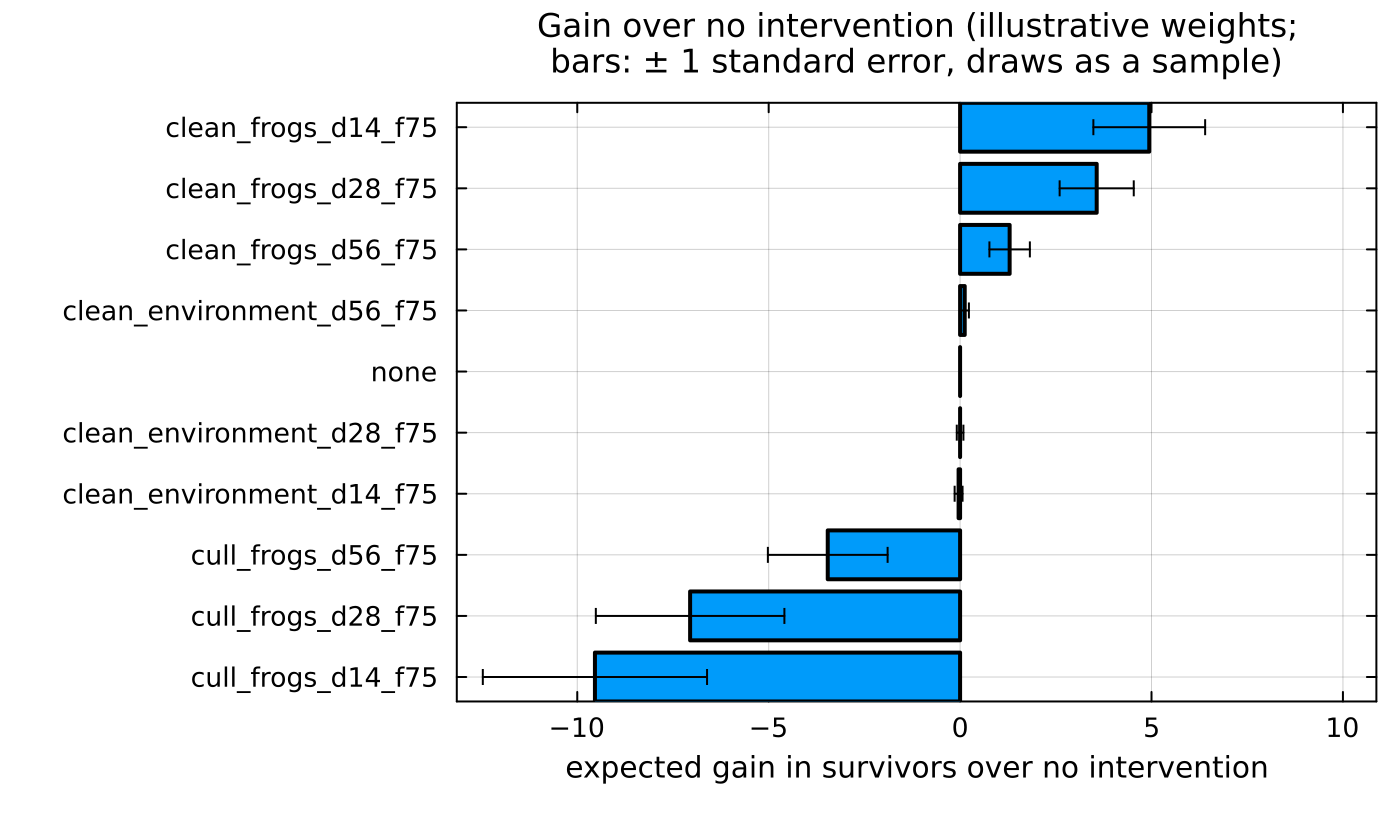 Gain over no intervention (illustrative weights;
bars: ± 1 standard error, draws as a sample)
clean_frogs_d14_f75
clean_frogs_d28_f75
clean_frogs_d56_f75
clean_environment_d56_f75
none
clean_environment_d28_f75
clean_environment_d14_f75
cull_frogs_d56_f75
cull_frogs_d28_f75
cull_frogs_d14_f75
−10 −5 0 5 10
expected gain in survivors over no intervention